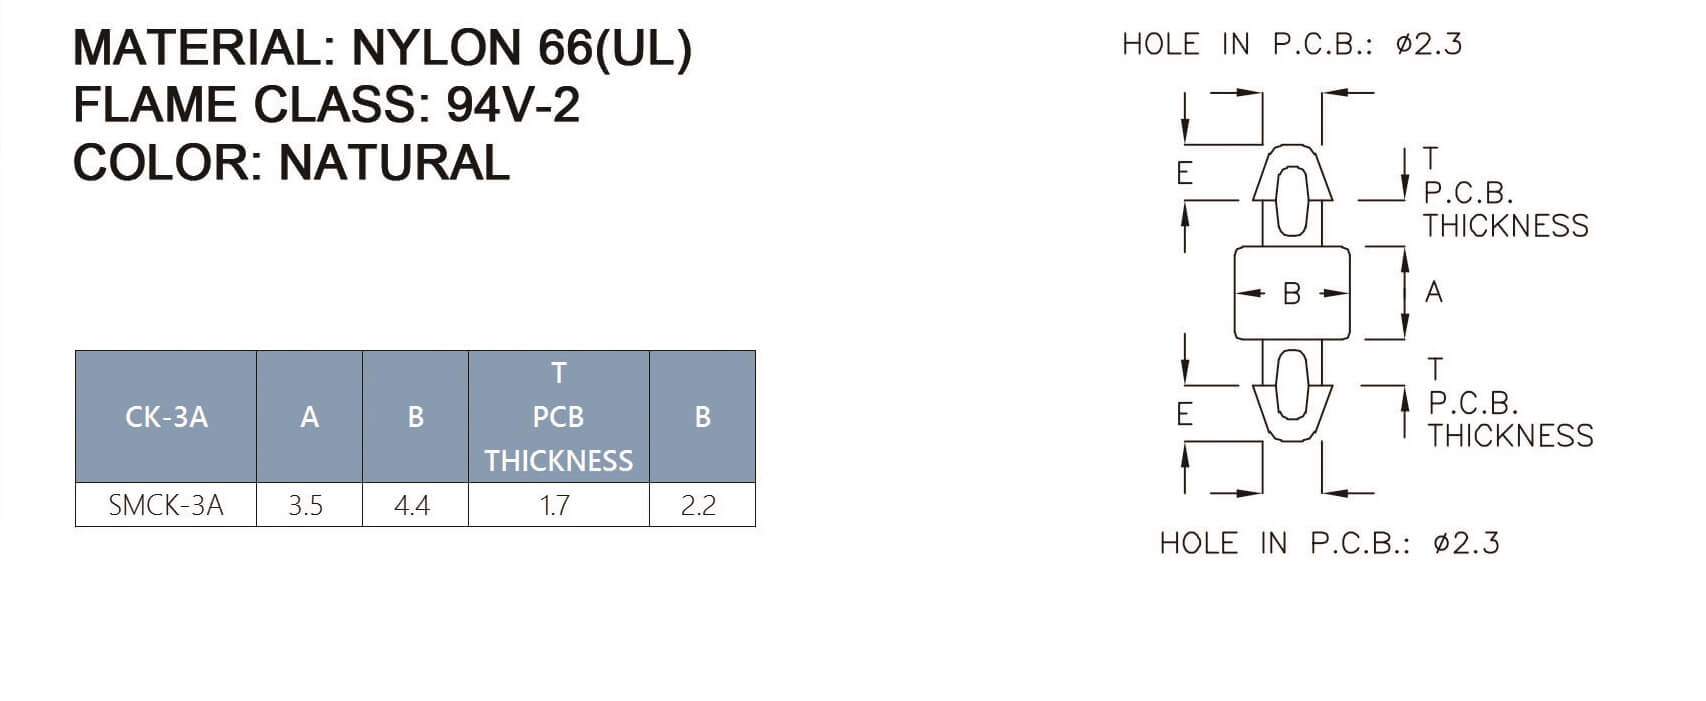 MATERIAL: NYLON 66(UL)
FLAME CLASS: 94V-2
COLOR: NATURAL
CK-3A A B T PCB THICKNESS B
SMCK-3A 3.5 4.4 1.7 2.2
HOLE IN P.C.B.: ø2.3
E
T
P.C.B.
THICKNESS
B
A
E
T
P.C.B.
THICKNESS
HOLE IN P.C.B.: ø2.3